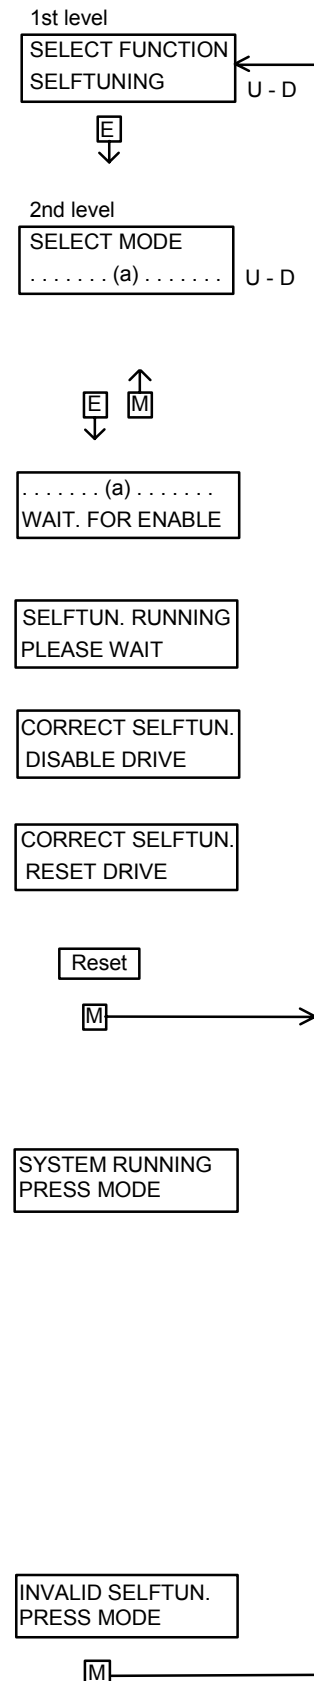 1st level
SELECT FUNCTION
SELFTUNING
U - D
E
2nd level
SELECT MODE
. . . . . . . (a) . . . . . . .
U - D
E M
. . . . . . . (a) . . . . . . .
WAIT. FOR ENABLE
SELFTUN. RUNNING
PLEASE WAIT
CORRECT SELFTUN.
DISABLE DRIVE
CORRECT SELFTUN.
RESET DRIVE
Reset
M
SYSTEM RUNNING
PRESS MODE
INVALID SELFTUN.
PRESS MODE
M